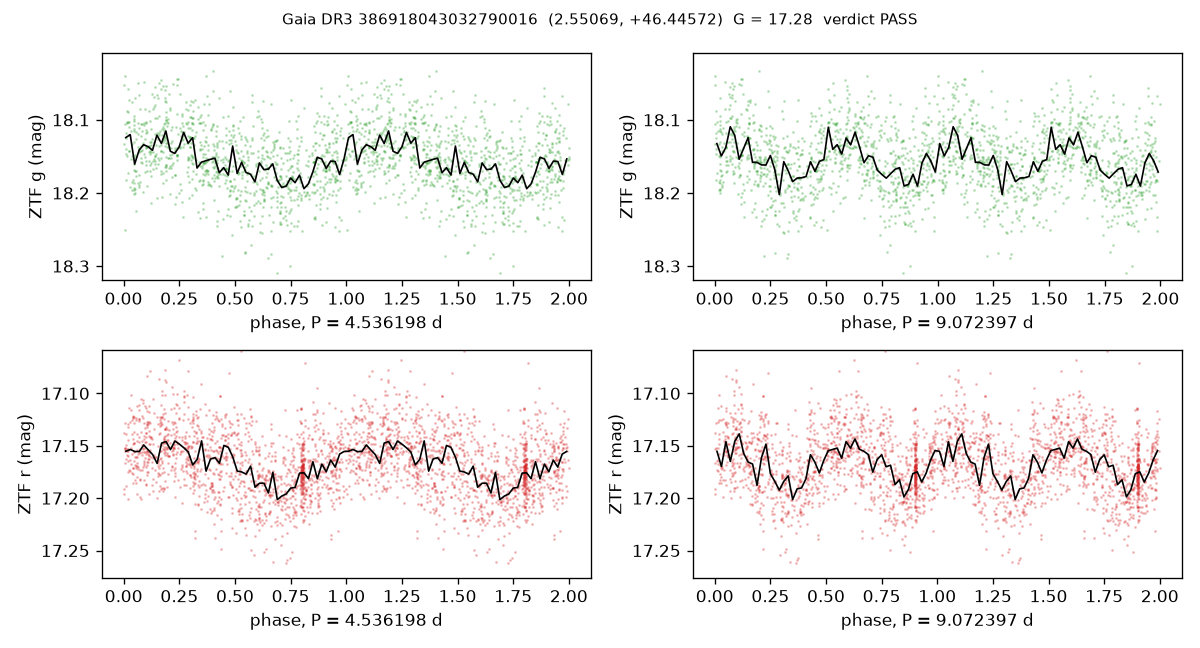 Gaia DR3 386918043032790016  (2.55069, +46.44572)  G = 17.28  verdict PASS
ZTF g (mag)
18.1
18.2
18.3
0.00 0.25 0.50 0.75 1.00 1.25 1.50 1.75 2.00
phase, P = 4.536198 d
ZTF g (mag)
18.1
18.2
18.3
0.00 0.25 0.50 0.75 1.00 1.25 1.50 1.75 2.00
phase, P = 9.072397 d
ZTF r (mag)
17.10
17.15
17.20
17.25
0.00 0.25 0.50 0.75 1.00 1.25 1.50 1.75 2.00
phase, P = 4.536198 d
ZTF r (mag)
17.10
17.15
17.20
17.25
0.00 0.25 0.50 0.75 1.00 1.25 1.50 1.75 2.00
phase, P = 9.072397 d